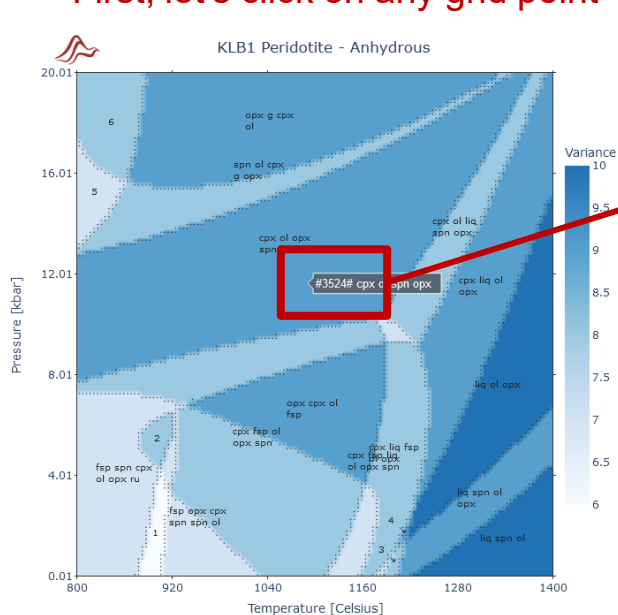 First, let's click on any grid point
KLB1 Peridotite - Anhydrous
20.01
16.01
12.01
8.01
4.01
0.01
Pressure [kbar]
800
920
1040
1160
1280
1400
Temperature [Celsius]
Variance
10
9.5
9
8.5
8
7.5
7
6.5
6
6
5
opx g cpx
ol
spn ol cpx
g opx
cpx ol opx
spn
cpx ol liq
spn opx
#3524# cpx ol spn opx
cpx liq ol
opx
liq ol opx
opx cpx ol
fsp
cpx fsp ol
opx spn
2
fsp spn cpx
ol opx ru
fsp opx cpx
spn spn ol
1
cpx liq fsp
ol opx
cpx fsp liq
ol opx spn
4
3
liq spn ol
opx
liq spn ol